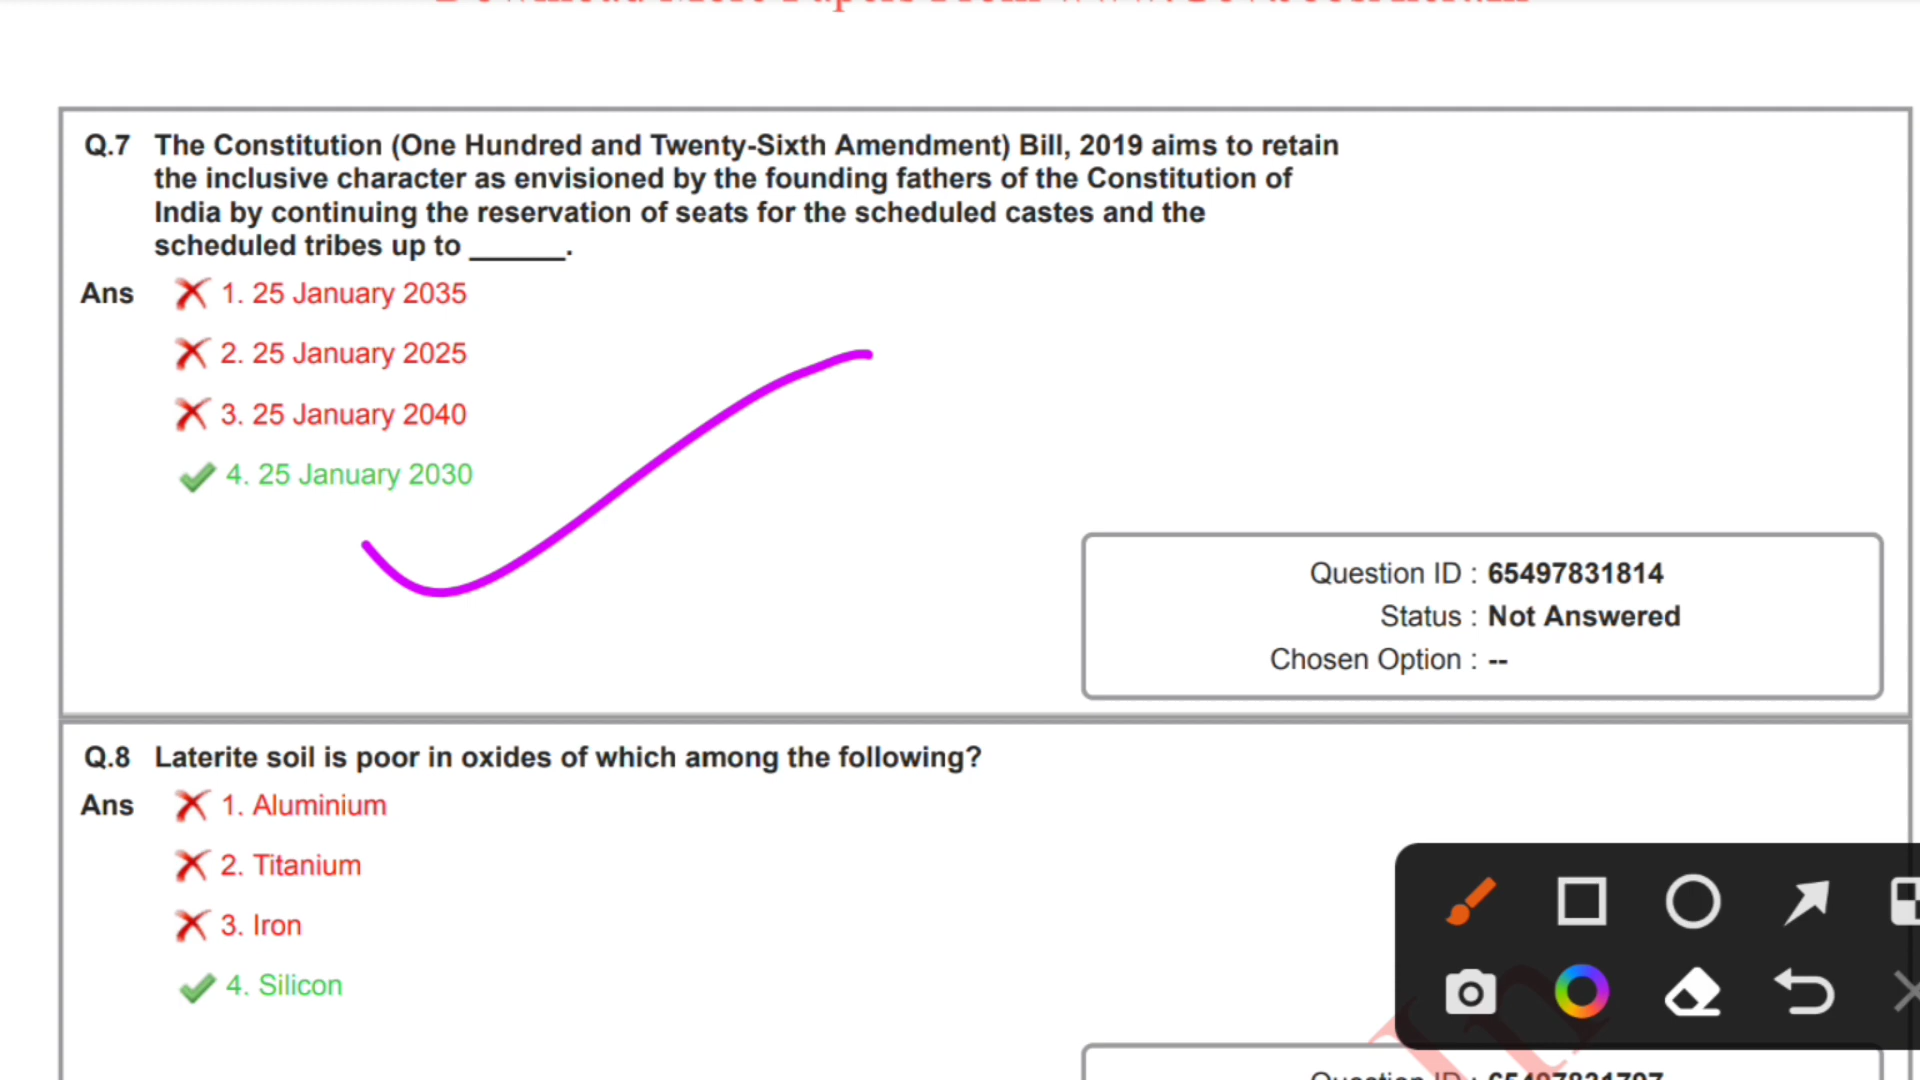 Q.7 The Constitution (One Hundred and Twenty-Sixth Amendment) Bill, 2019 aims to retain
the inclusive character as envisioned by the founding fathers of the Constitution of
India by continuing the reservation of seats for the scheduled castes and the
scheduled tribes up to ______.
Ans 1. 25 January 2035
2. 25 January 2025
3. 25 January 2040
4. 25 January 2030
Question ID : 65497831814
Status : Not Answered
Chosen Option : --
Q.8 Laterite soil is poor in oxides of which among the following?
Ans 1. Aluminium
2. Titanium
3. Iron
4. Silicon
Question ID : 65497831797